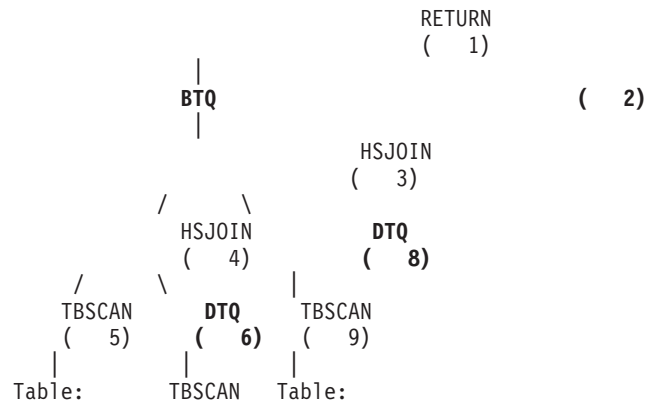 RETURN
( 1)
|
BTQ ( 2)
|
HSJOIN
( 3)
/ \
HSJOIN DTQ
( 4) ( 8)
/ \ |
TBSCAN DTQ TBSCAN
( 5) ( 6) ( 9)
| | |
Table: TBSCAN Table: